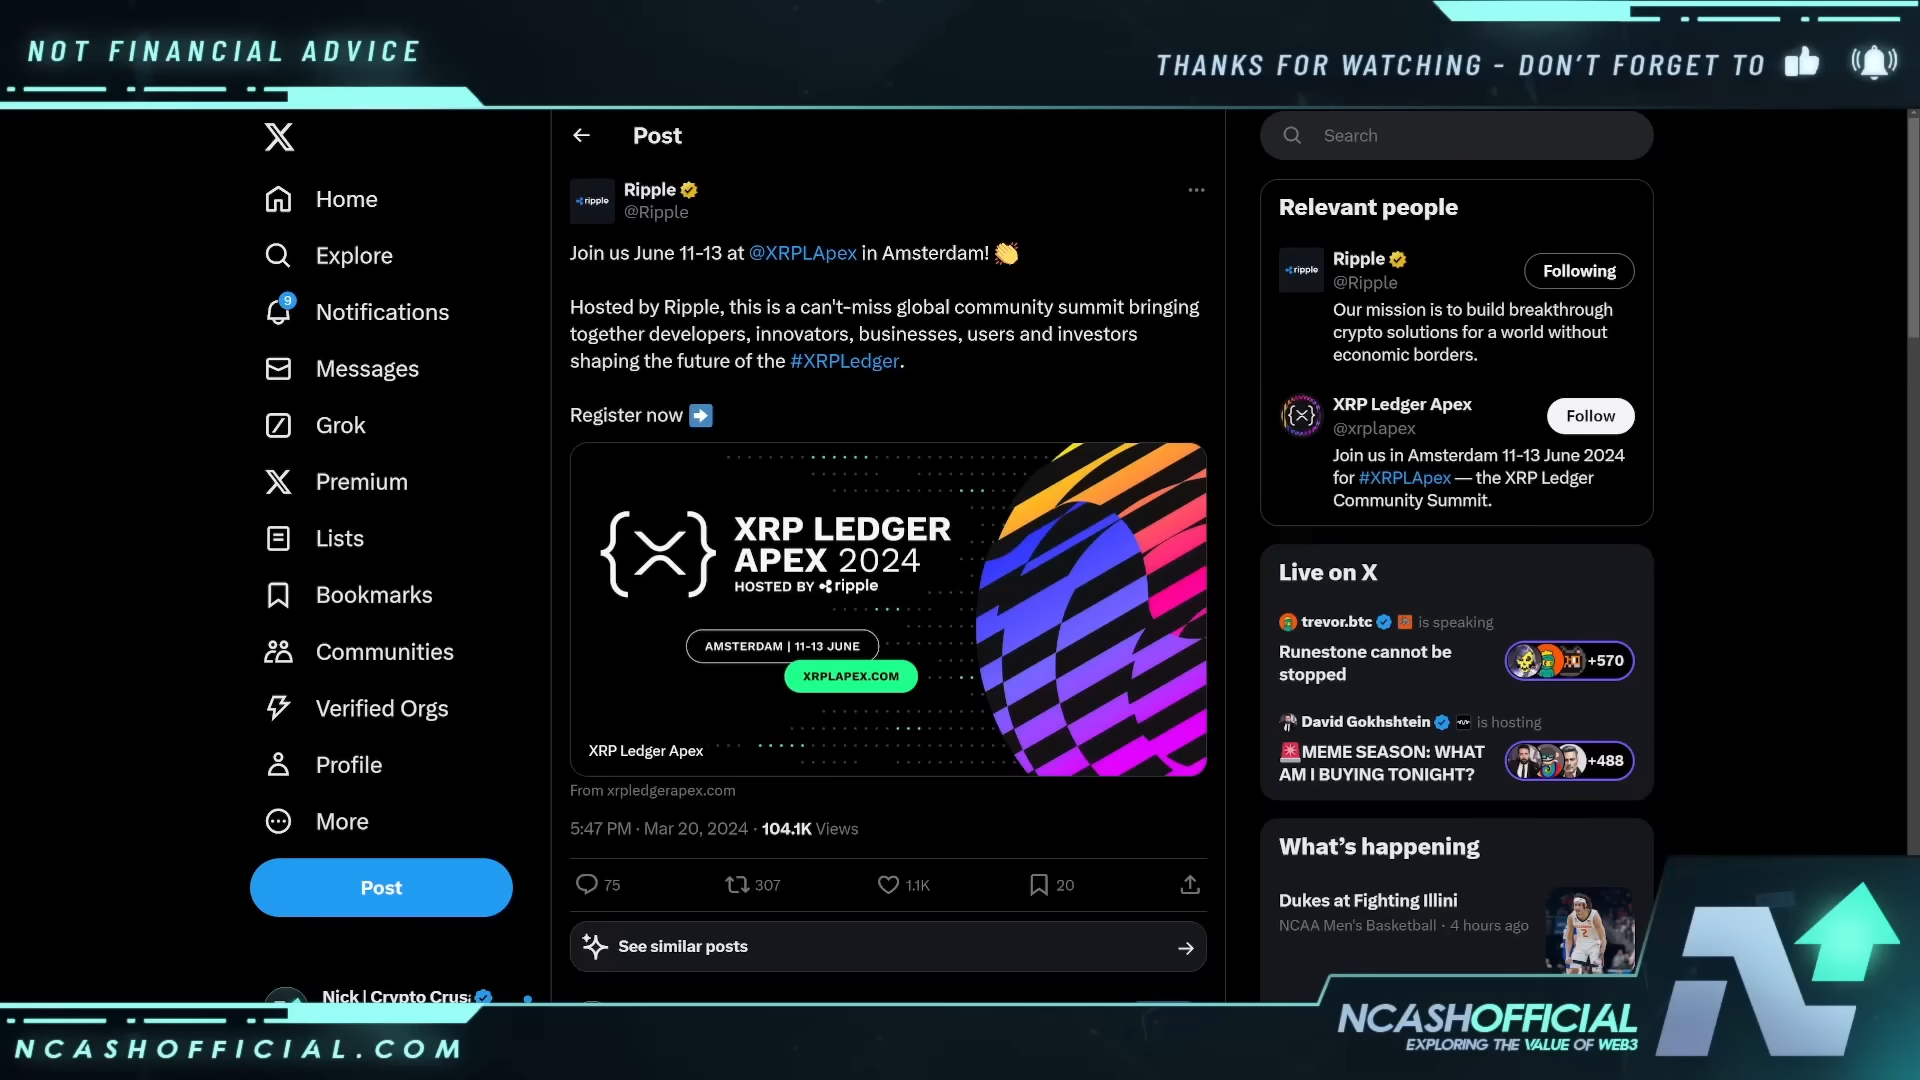 NOT FINANCIAL ADVICE
THANKS FOR WATCHING - DON'T FORGET TO
Home
Explore
9
Notifications
Messages
Grok
Premium
Lists
Bookmarks
Communities
Verified Orgs
Profile
More
Post
Nick | Crypto Crus
Post
ripple
Ripple
@Ripple
Join us June 11-13 at @XRPLApex in Amsterdam! 👏
Hosted by Ripple, this is a can't-miss global community summit bringing
together developers, innovators, businesses, users and investors
shaping the future of the #XRPLedger.
Register now ➡️
{X} XRP LEDGER
APEX 2024
HOSTED BY ripple
AMSTERDAM | 11-13 JUNE
XRPLAPEX.COM
XRP Ledger Apex
From xrpledgerapex.com
5:47 PM · Mar 20, 2024 · 104.1K Views
75 307 1.1K 20
See similar posts
Search
Relevant people
ripple
Ripple
@Ripple
Following
Our mission is to build breakthrough
crypto solutions for a world without
economic borders.
XRP Ledger Apex
@xrplapex
Follow
Join us in Amsterdam 11-13 June 2024
for #XRPLApex — the XRP Ledger
Community Summit.
Live on X
trevor.btc is speaking
Runestone cannot be
stopped
+570
David Gokhshtein is hosting
🚨MEME SEASON: WHAT
AM I BUYING TONIGHT?
+488
What's happening
Dukes at Fighting Illini
NCAA Men's Basketball · 4 hours ago
NCASHOFFICIAL.COM
NCASHOFFICIAL
EXPLORING THE VALUE OF WEB3